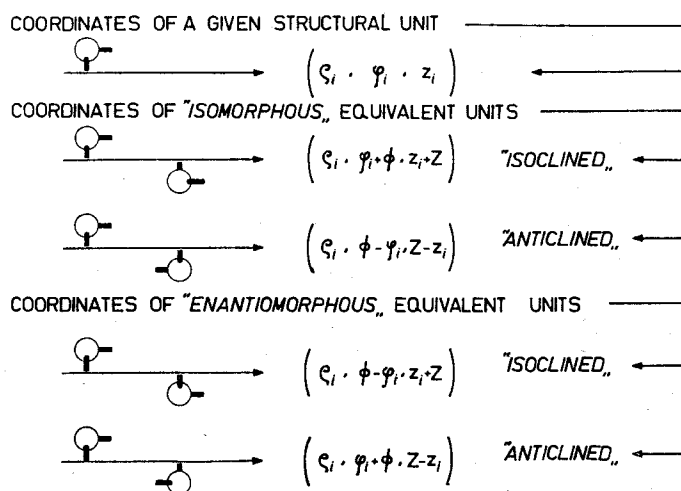 COORDINATES OF A GIVEN STRUCTURAL UNIT
(ϱᵢ · φᵢ · zᵢ)
COORDINATES OF "ISOMORPHOUS„ EQUIVALENT UNITS
(ϱᵢ · φᵢ+ϕ · zᵢ+Z) "ISOCLINED„
(ϱᵢ · ϕ-φᵢ · Z-zᵢ) "ANTICLINED„
COORDINATES OF "ENANTIOMORPHOUS„ EQUIVALENT UNITS
(ϱᵢ · ϕ-φᵢ · zᵢ+Z) "ISOCLINED„
(ϱᵢ · φᵢ+ϕ · Z-zᵢ) "ANTICLINED„